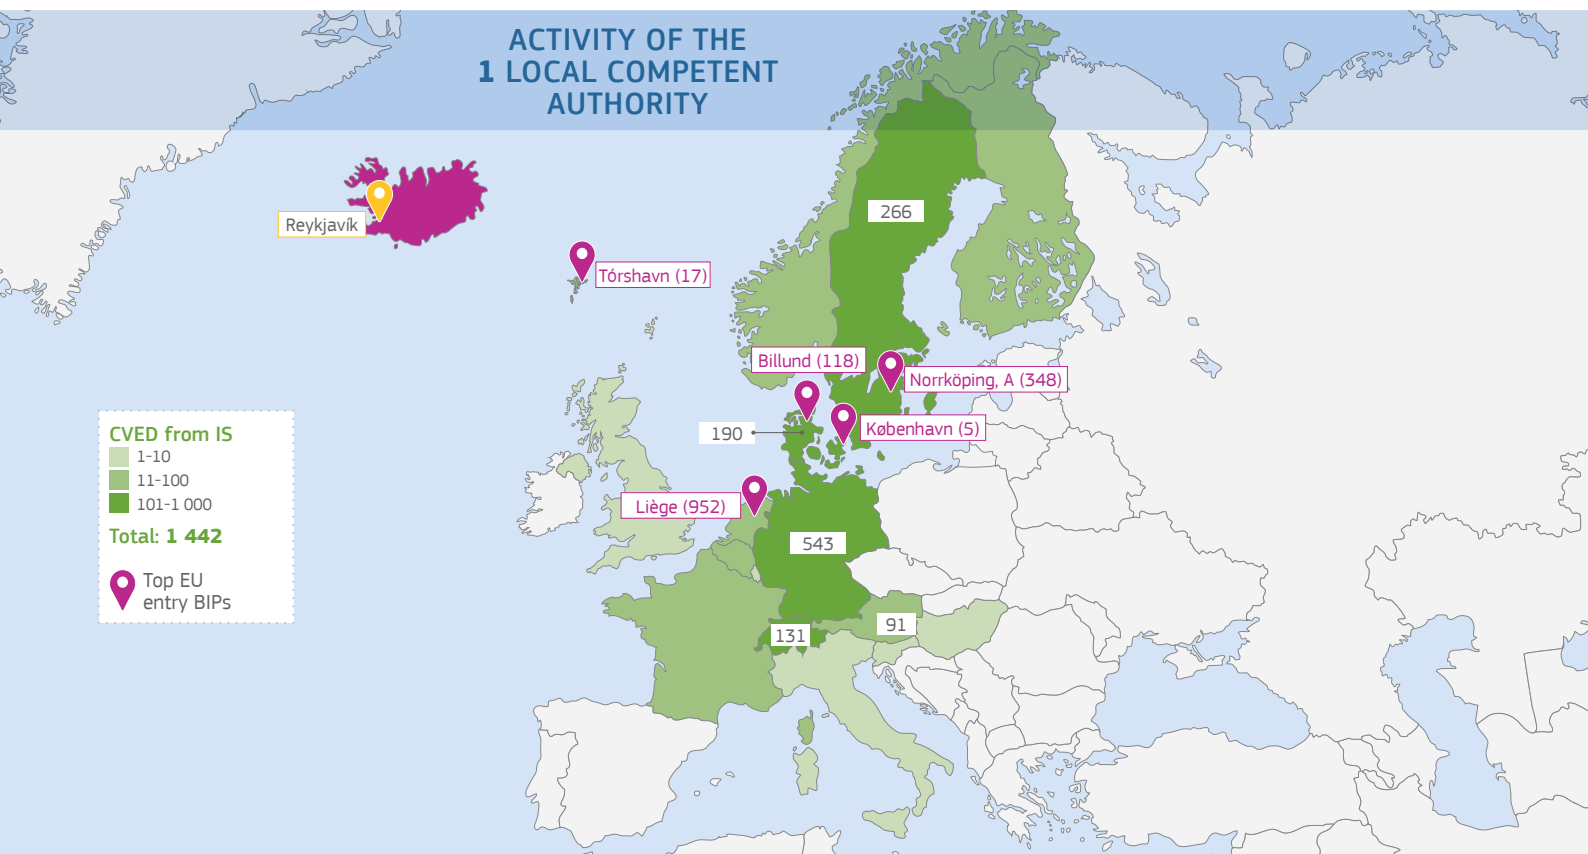 ACTIVITY OF THE
1 LOCAL COMPETENT
AUTHORITY
266
Reykjavík
Tórshavn (17)
Billund (118)
Norrköping, A (348)
København (5)
190
CVED from IS
1-10
11-100
101-1 000
Total: 1 442
Top EU
entry BIPs
Liège (952)
543
131
91